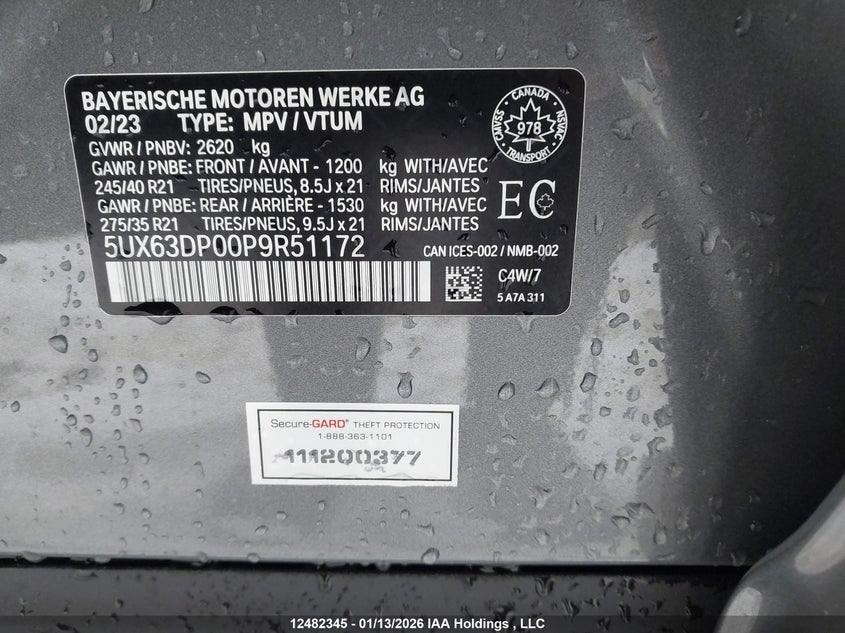 BAYERISCHE MOTOREN WERKE AG
02/23 TYPE: MPV / VTUM
GVWR / PNBV: 2620 kg
GAWR / PNBE: FRONT / AVANT - 1200 kg WITH/AVEC
245/40 R21 TIRES/PNEUS, 8.5J x 21 RIMS/JANTES
GAWR / PNBE: REAR / ARRIÈRE - 1530 kg WITH/AVEC
275/35 R21 TIRES/PNEUS, 9.5J x 21 RIMS/JANTES
5UX63DP00P9R51172
CANADA
CMVSS
NSVAC
978
TRANSPORT
EC
CAN ICES-002 / NMB-002
C4W/7
5 A7A 311
Secure-GARD® THEFT PROTECTION
1-888-363-1101
111200377
12482345 - 01/13/2026 IAA Holdings , LLC